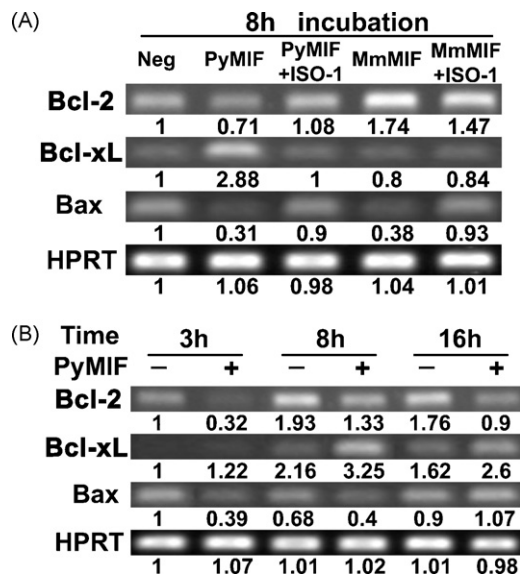 (A)
8h incubation
Neg PyMIF PyMIF +ISO-1 MmMIF MmMIF +ISO-1
Bcl-2
1 0.71 1.08 1.74 1.47
Bcl-xL
1 2.88 1 0.8 0.84
Bax
1 0.31 0.9 0.38 0.93
HPRT
1 1.06 0.98 1.04 1.01
(B) Time 3h 8h 16h
PyMIF − + − + − +
Bcl-2
1 0.32 1.93 1.33 1.76 0.9
Bcl-xL
1 1.22 2.16 3.25 1.62 2.6
Bax
1 0.39 0.68 0.4 0.9 1.07
HPRT
1 1.07 1.01 1.02 1.01 0.98